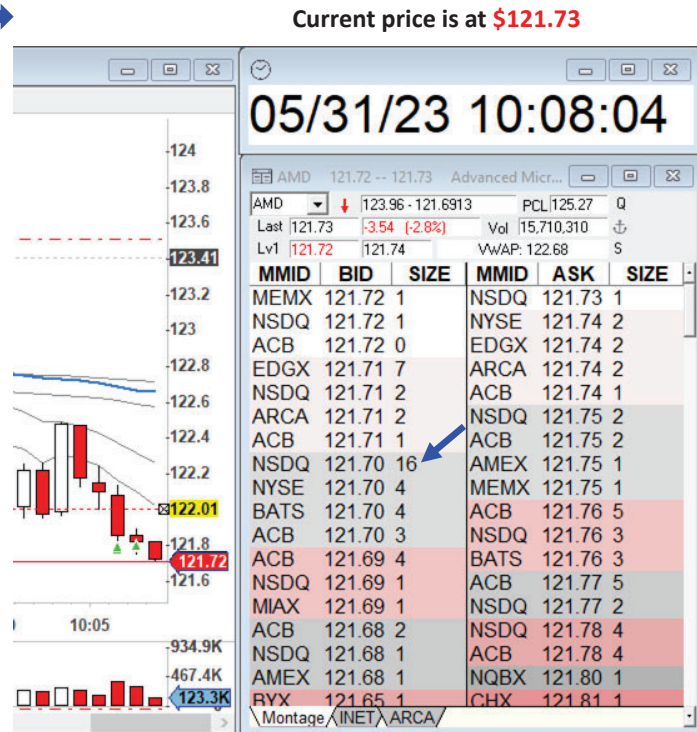 Current price is at $121.73
05/31/23 10:08:04
124
123.8
123.6
123.41
123.2
123
122.8
122.6
122.4
122.2
122.01
121.8
121.72
121.6
10:05
934.9K
467.4K
123.3K
AMD 121.72 -- 121.73 Advanced Micr...
AMD 123.96 - 121.6913 PCL 125.27 Q
Last 121.73 -3.54 (-2.8%) Vol 15,710,310
Lv1 121.72 121.74 VWAP: 122.68 S
MMID BID SIZE MMID ASK SIZE
MEMX 121.72 1 NSDQ 121.73 1
NSDQ 121.72 1 NYSE 121.74 2
ACB 121.72 0 EDGX 121.74 2
EDGX 121.71 7 ARCA 121.74 2
NSDQ 121.71 2 ACB 121.74 1
ARCA 121.71 2 NSDQ 121.75 2
ACB 121.71 1 ACB 121.75 2
NSDQ 121.70 16 AMEX 121.75 1
NYSE 121.70 4 MEMX 121.75 1
BATS 121.70 4 ACB 121.76 5
ACB 121.70 3 NSDQ 121.76 3
ACB 121.69 4 BATS 121.76 3
NSDQ 121.69 1 ACB 121.77 5
MIAX 121.69 1 NSDQ 121.77 2
ACB 121.68 2 NSDQ 121.78 4
NSDQ 121.68 1 ACB 121.78 4
AMEX 121.68 1 NQBX 121.80 1
BYX 121.65 1 CHX 121.81 1
Montage INET ARCA